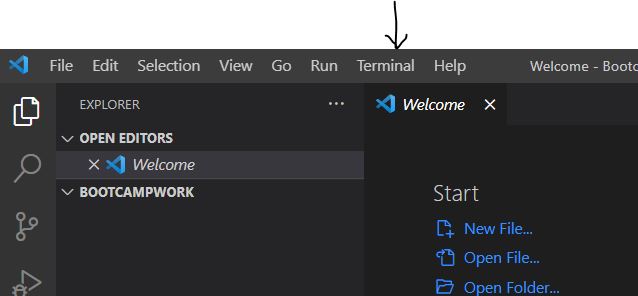 File Edit Selection View Go Run Terminal Help Welcome - Bootc
EXPLORER ... Welcome
OPEN EDITORS
Welcome
BOOTCAMPWORK
Start
New File...
Open File...
Open Folder...